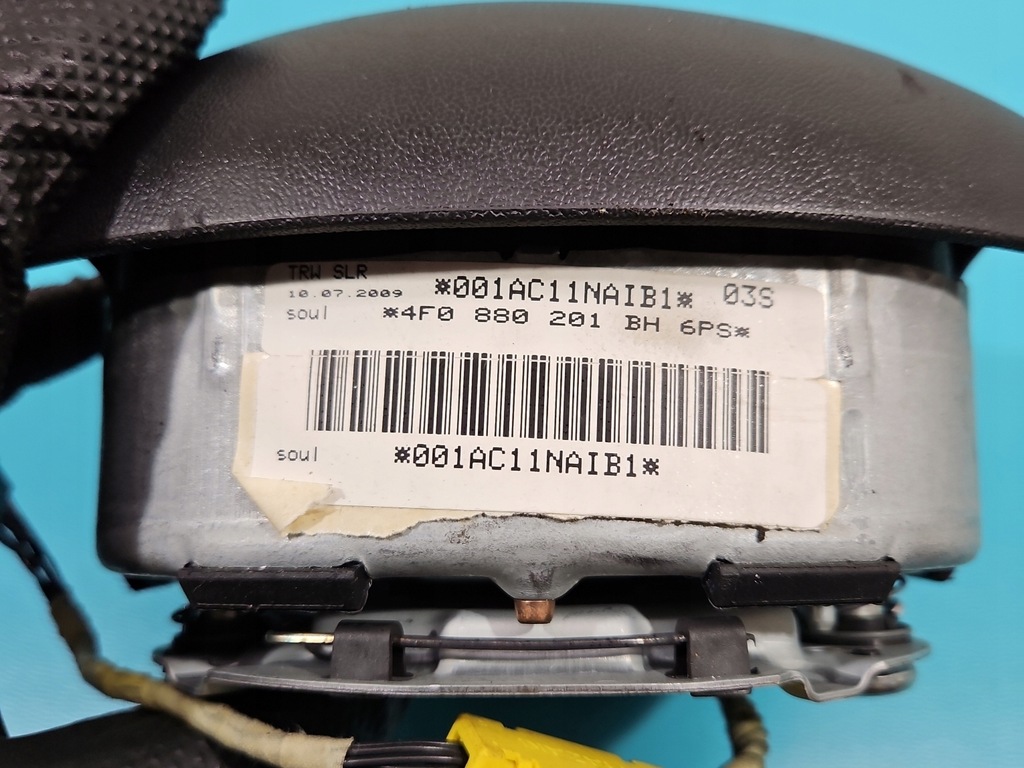 TRW SLR
10.07.2009 *001AC11NAIB1* 03S
soul *4F0 880 201 BH 6PS*
soul *001AC11NAIB1*